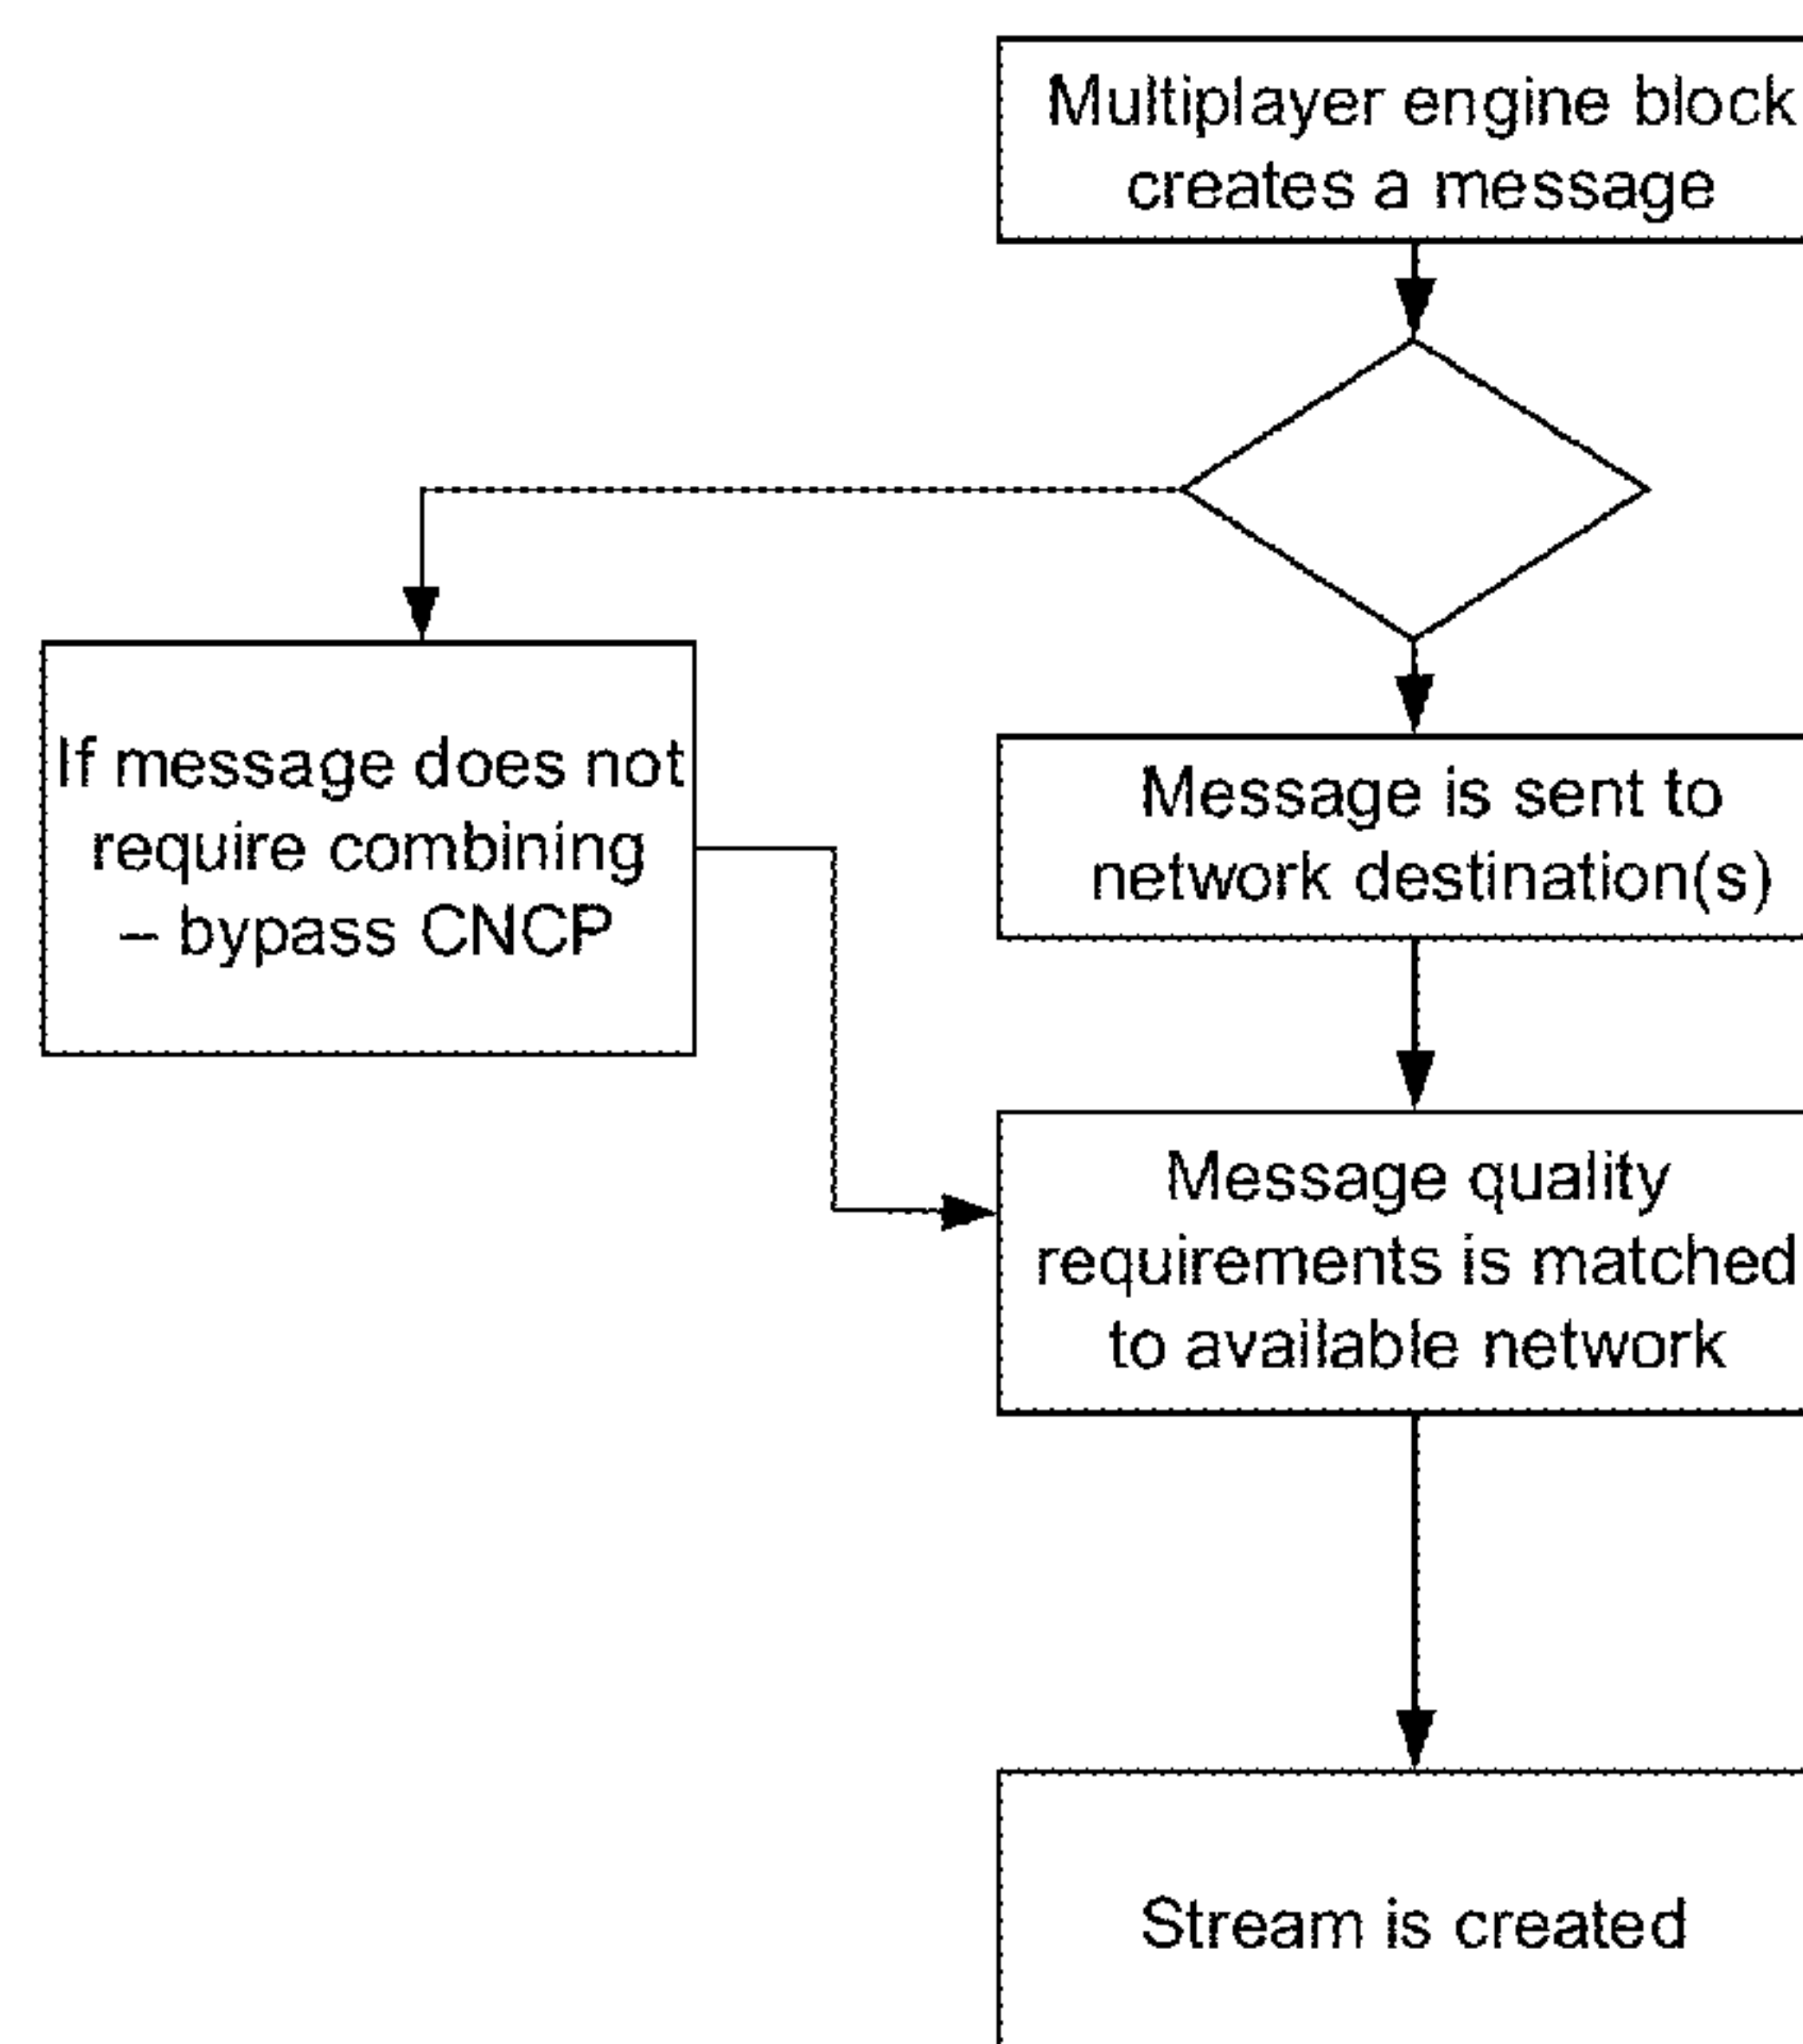 Multiplayer engine block
creates a message
If message does not
require combining
– bypass CNCP
Message is sent to
network destination(s)
Message quality
requirements is matched
to available network
Stream is created